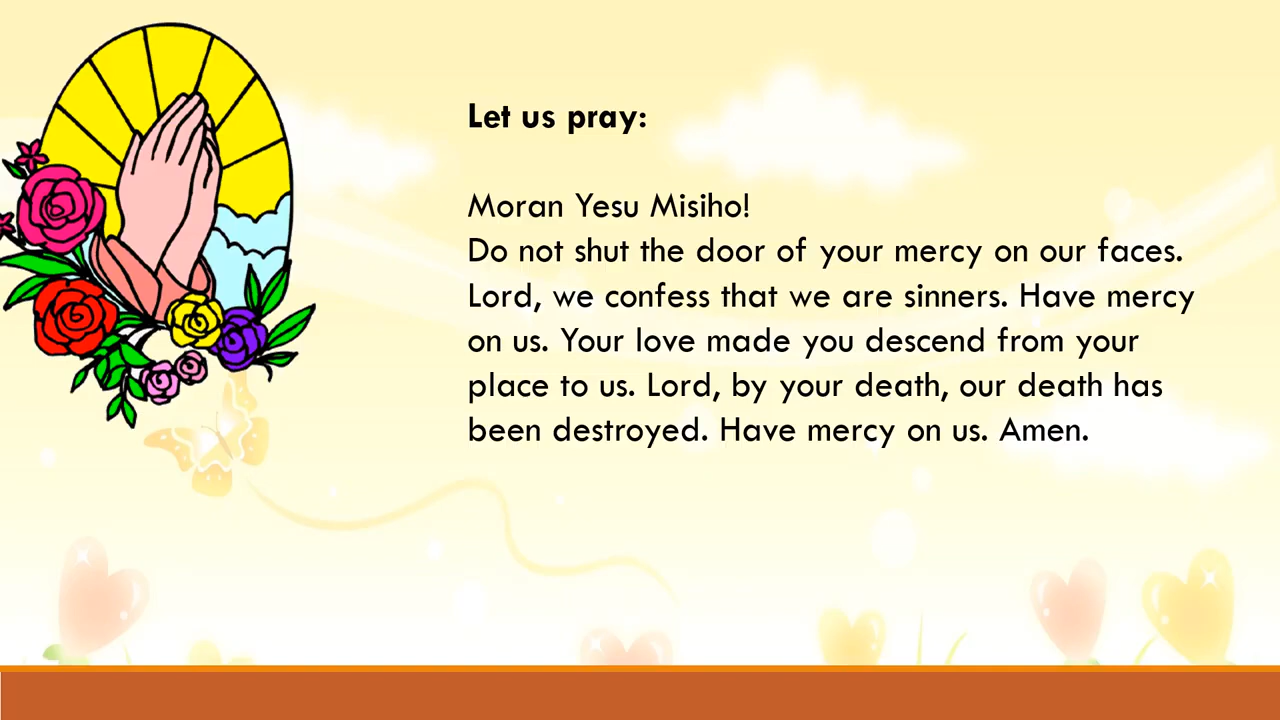 Let us pray:
Moran Yesu Misiho!
Do not shut the door of your mercy on our faces.
Lord, we confess that we are sinners. Have mercy
on us. Your love made you descend from your
place to us. Lord, by your death, our death has
been destroyed. Have mercy on us. Amen.